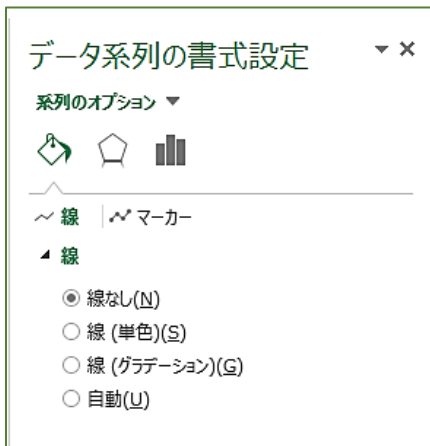 データ系列の書式設定
系列のオプション
線 マーカー
線
線なし(N)
線 (単色)(S)
線 (グラデーション)(G)
自動(U)